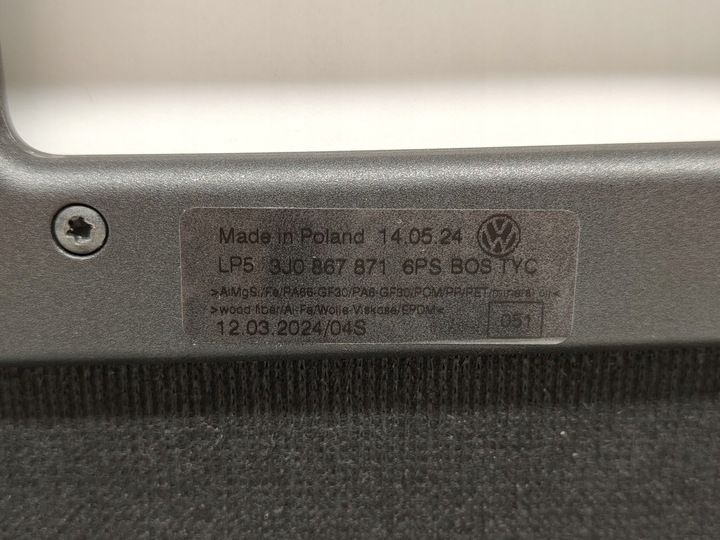 Made in Poland 14.05.24
LP5 3J0 867 871 6PS BOS TYC
>AlMgSi/Fe/PA66-GF30/PA6-GF30/POM/PP/PET/mineral oil<
>wood fiber/Al-Fe/Wolle-Viskose/EPDM<
12.03.2024/04S
051